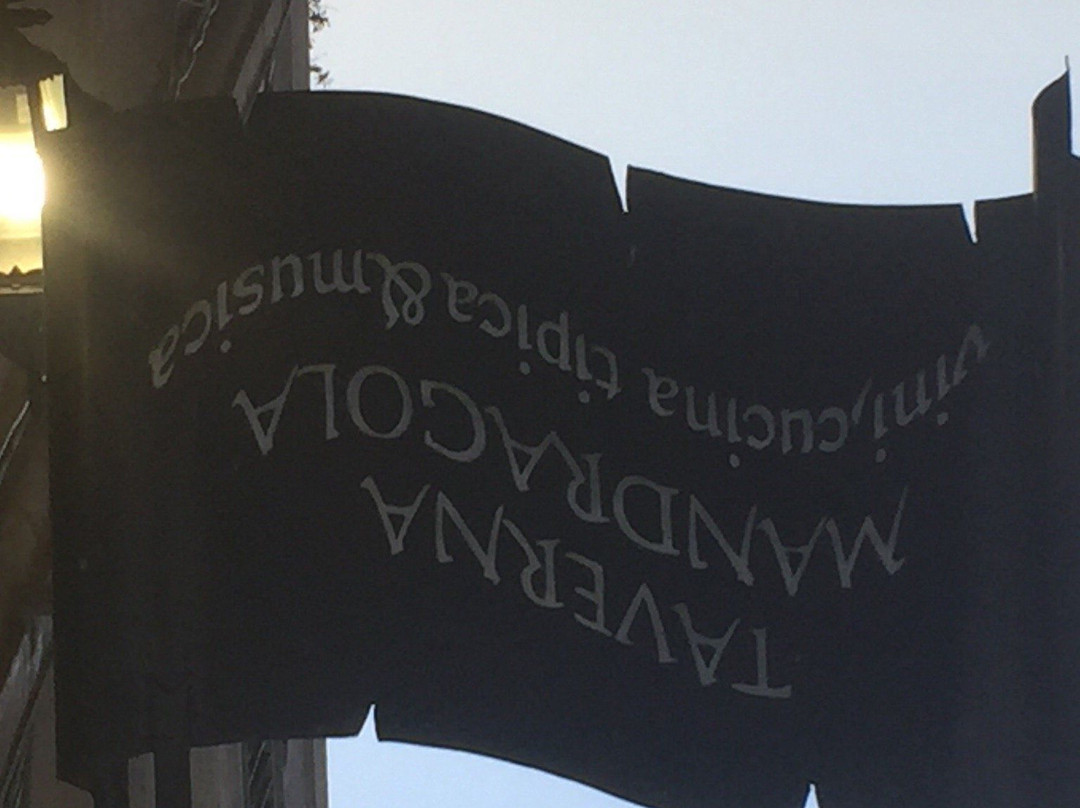 TAVERNA
MANDRAGOLA
vini, cucina tipica & musica